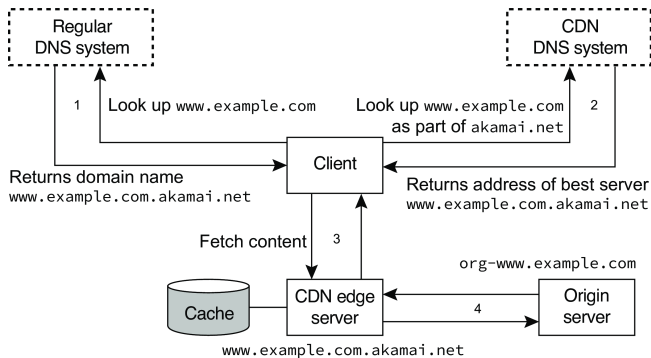 Regular
DNS system
CDN
DNS system
1
Look up www.example.com
Look up www.example.com
as part of akamai.net
2
Client
Returns domain name
www.example.com.akamai.net
Returns address of best server
www.example.com.akamai.net
Fetch content
3
org-www.example.com
Cache
CDN edge
server
4
Origin
server
www.example.com.akamai.net